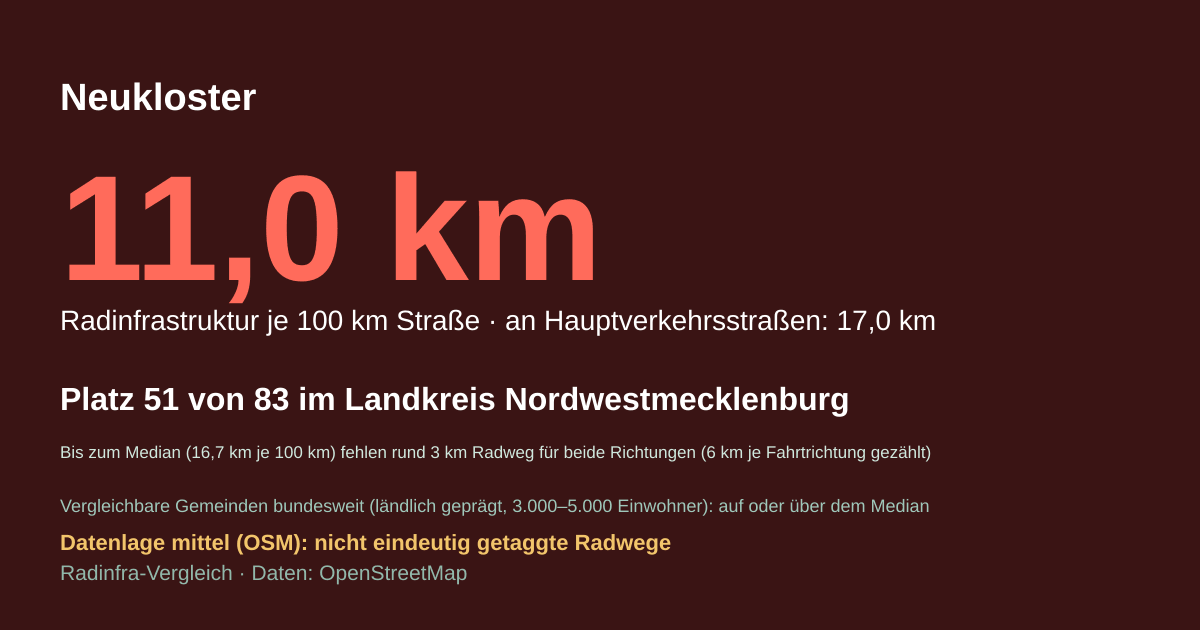 Neukloster
11,0 km
Radinfrastruktur je 100 km Straße · an Hauptverkehrsstraßen: 17,0 km
Platz 51 von 83 im Landkreis Nordwestmecklenburg
Bis zum Median (16,7 km je 100 km) fehlen rund 3 km Radweg für beide Richtungen (6 km je Fahrtrichtung gezählt)
Vergleichbare Gemeinden bundesweit (ländlich geprägt, 3.000–5.000 Einwohner): auf oder über dem Median
Datenlage mittel (OSM): nicht eindeutig getaggte Radwege
Radinfra-Vergleich · Daten: OpenStreetMap